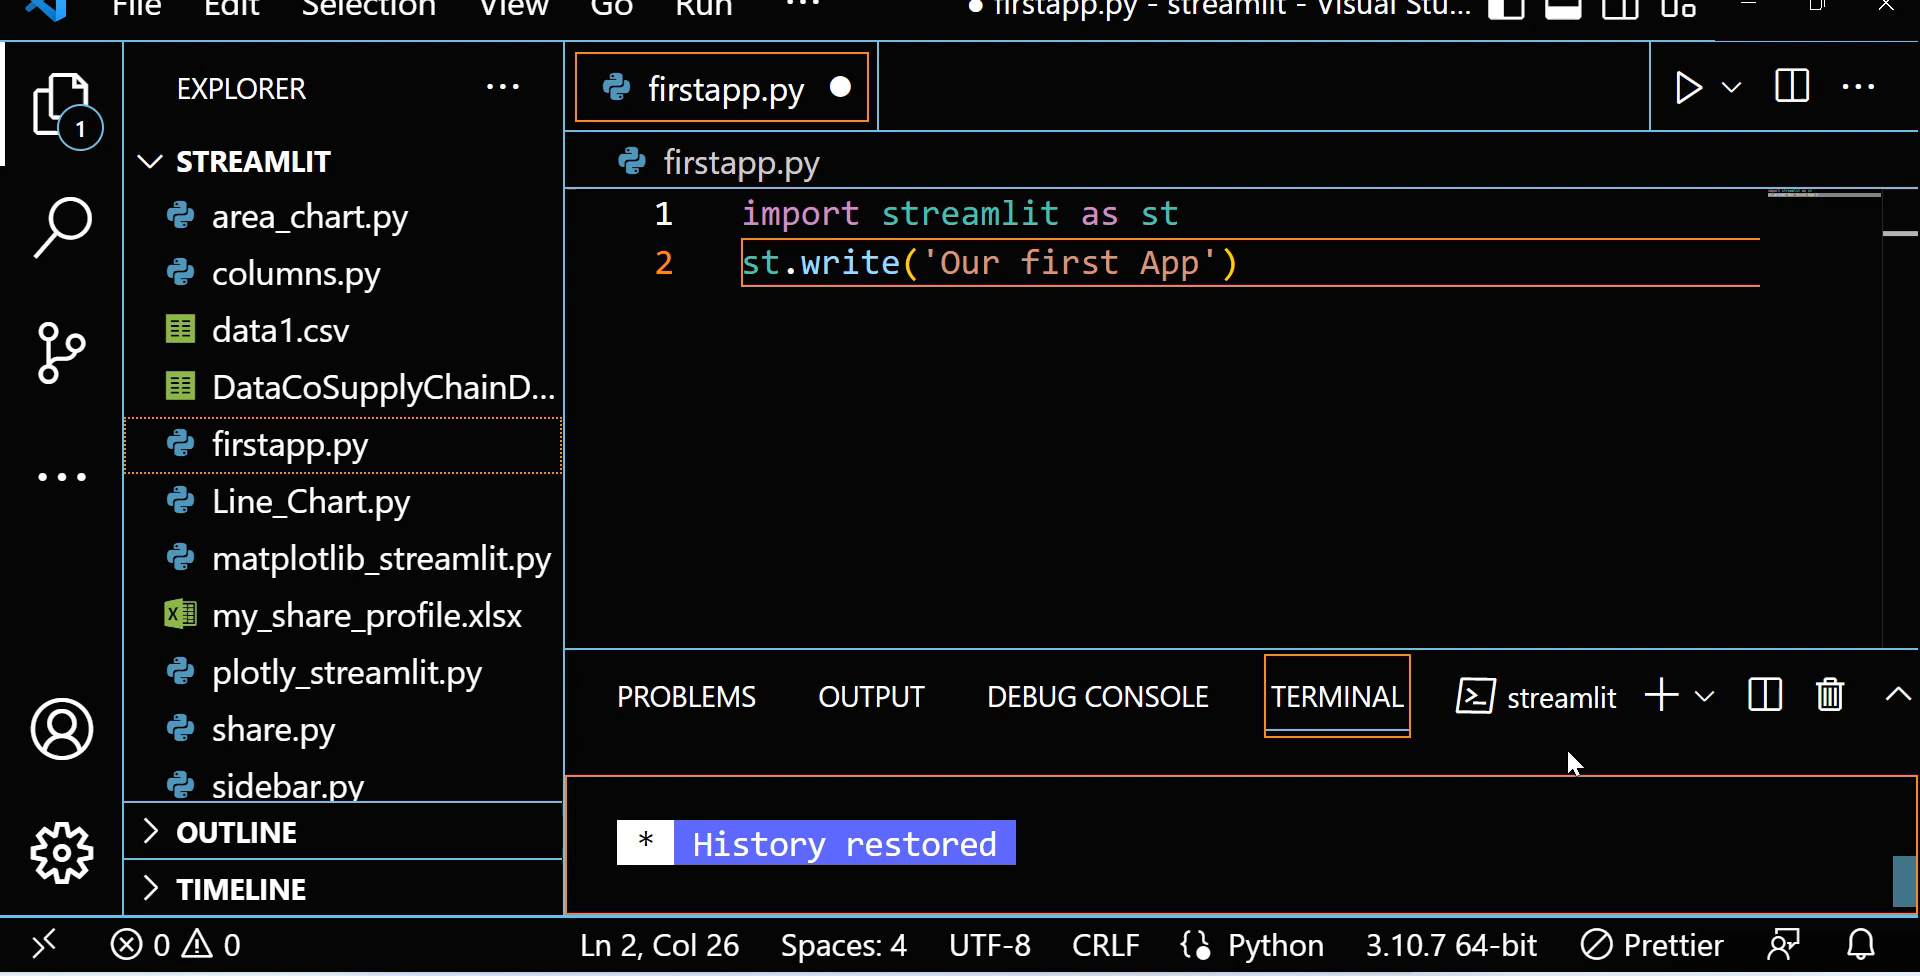 File Edit Selection View Go Run ... ● firstapp.py - streamlit - Visual Stu...
EXPLORER ...
1
STREAMLIT
area_chart.py
columns.py
data1.csv
DataCoSupplyChainD...
firstapp.py
Line_Chart.py
matplotlib_streamlit.py
my_share_profile.xlsx
plotly_streamlit.py
share.py
sidebar.py
OUTLINE
TIMELINE
firstapp.py ●
firstapp.py
1 import streamlit as st
2 st.write('Our first App')
PROBLEMS OUTPUT DEBUG CONSOLE TERMINAL streamlit
* History restored
0 0 Ln 2, Col 26 Spaces: 4 UTF-8 CRLF Python 3.10.7 64-bit Prettier